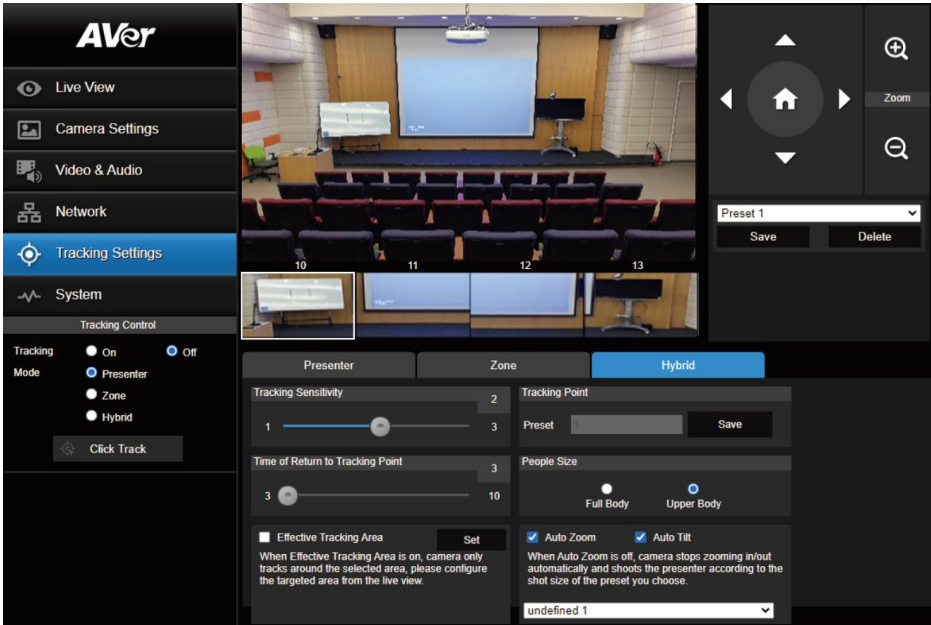 AVer
Live View
Camera Settings
Video & Audio
Network
Tracking Settings
System
Tracking Control
Tracking On Off
Mode Presenter
Zone
Hybrid
Click Track
10 11 12 13
Zoom
Preset 1
Save Delete
Presenter Zone Hybrid
Tracking Sensitivity 2
1 3
Time of Return to Tracking Point 3
3 10
Effective Tracking Area Set
When Effective Tracking Area is on, camera only
tracks around the selected area, please configure
the targeted area from the live view.
Tracking Point
Preset 1 Save
People Size
Full Body Upper Body
Auto Zoom Auto Tilt
When Auto Zoom is off, camera stops zooming in/out
automatically and shoots the presenter according to the
shot size of the preset you choose.
undefined 1